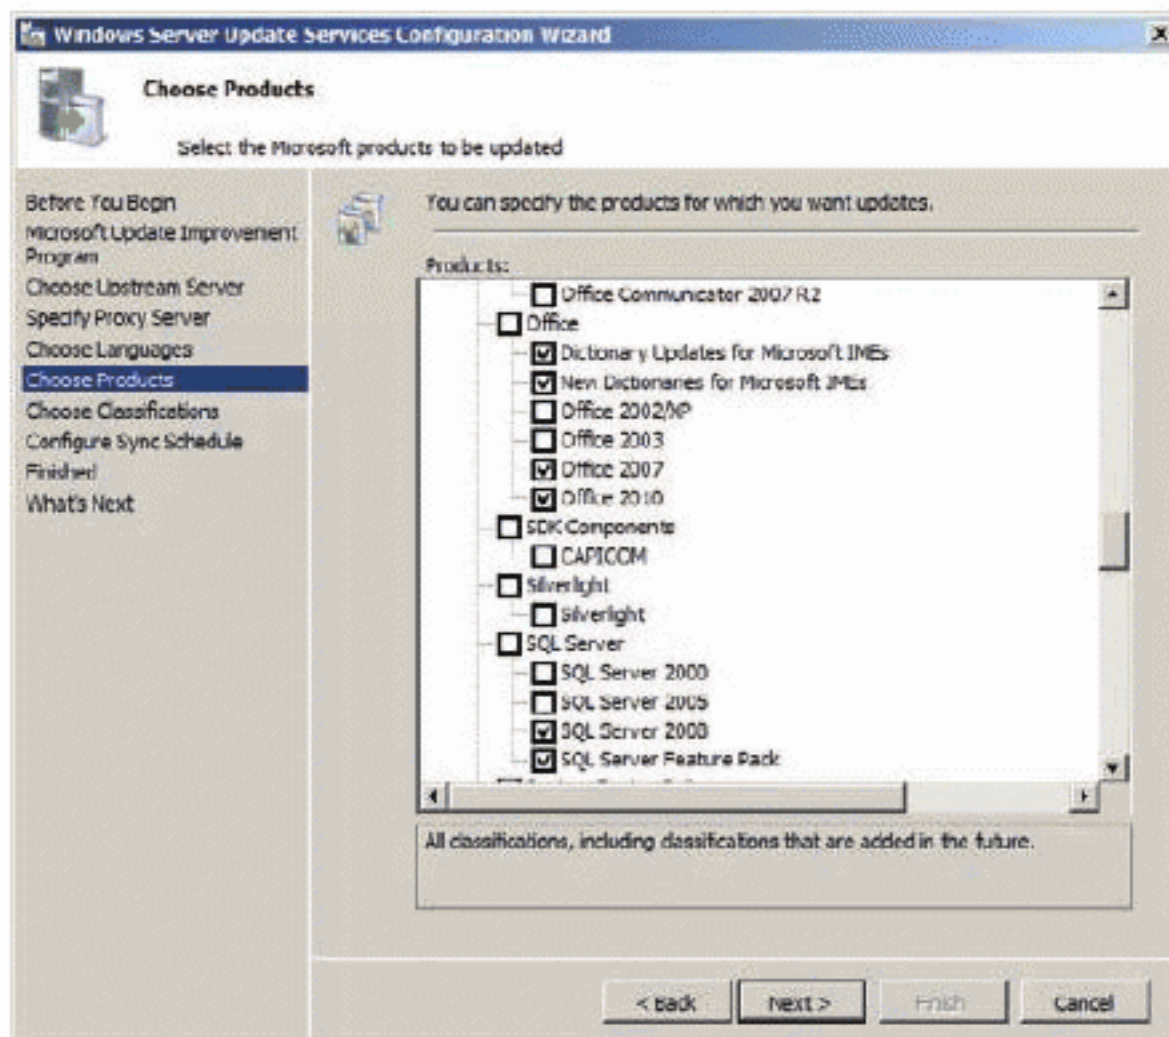 Windows Server Update Services Configuration Wizard
Choose Products
Select the Microsoft products to be updated
Before You Begin
Microsoft Update Improvement
Program
Choose Upstream Server
Specify Proxy Server
Choose Languages
Choose Products
Choose Classifications
Configure Sync Schedule
Finished
What's Next
You can specify the products for which you want updates.
Products:
Office Communicator 2007 R2
Office
Dictionary Updates for Microsoft IMEs
New Dictionaries for Microsoft IMEs
Office 2002/XP
Office 2003
Office 2007
Office 2010
SDK Components
CAPICOM
Silverlight
Silverlight
SQL Server
SQL Server 2000
SQL Server 2005
SQL Server 2008
SQL Server Feature Pack
All classifications, including classifications that are added in the future.
< Back
Next >
Finish
Cancel